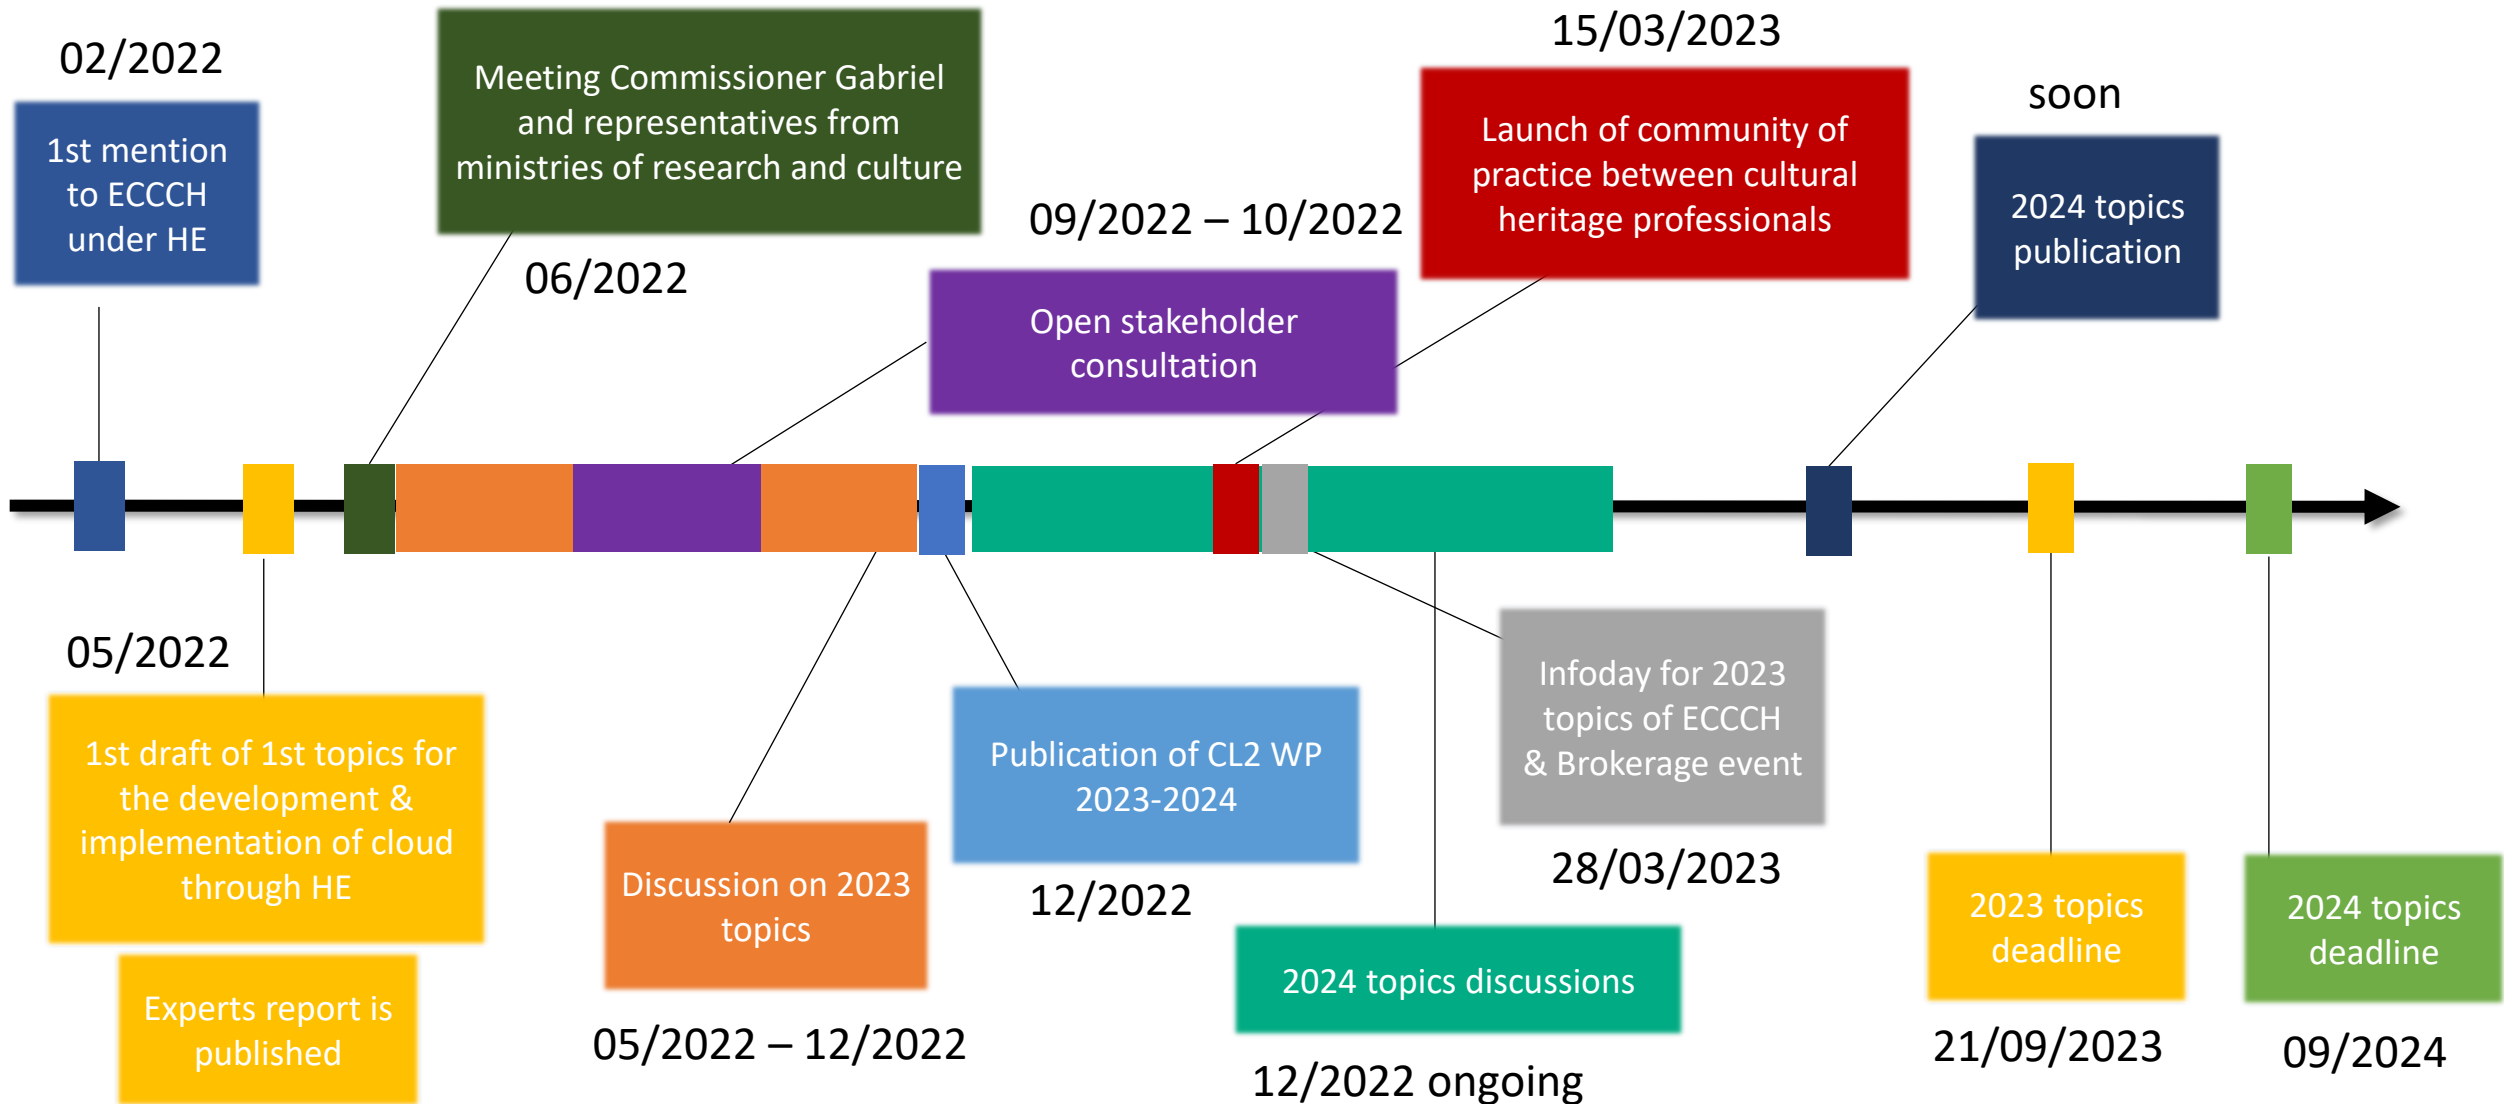 02/2022
1st mention
to ECCCH
under HE
Meeting Commissioner Gabriel
and representatives from
ministries of research and culture
06/2022
09/2022 – 10/2022
Open stakeholder
consultation
15/03/2023
Launch of community of
practice between cultural
heritage professionals
soon
2024 topics
publication
05/2022
1st draft of 1st topics for
the development &
implementation of cloud
through HE
Experts report is
published
Discussion on 2023
topics
05/2022 – 12/2022
Publication of CL2 WP
2023-2024
12/2022
Infoday for 2023
topics of ECCCH
& Brokerage event
28/03/2023
2024 topics discussions
12/2022 ongoing
2023 topics
deadline
21/09/2023
2024 topics
deadline
09/2024